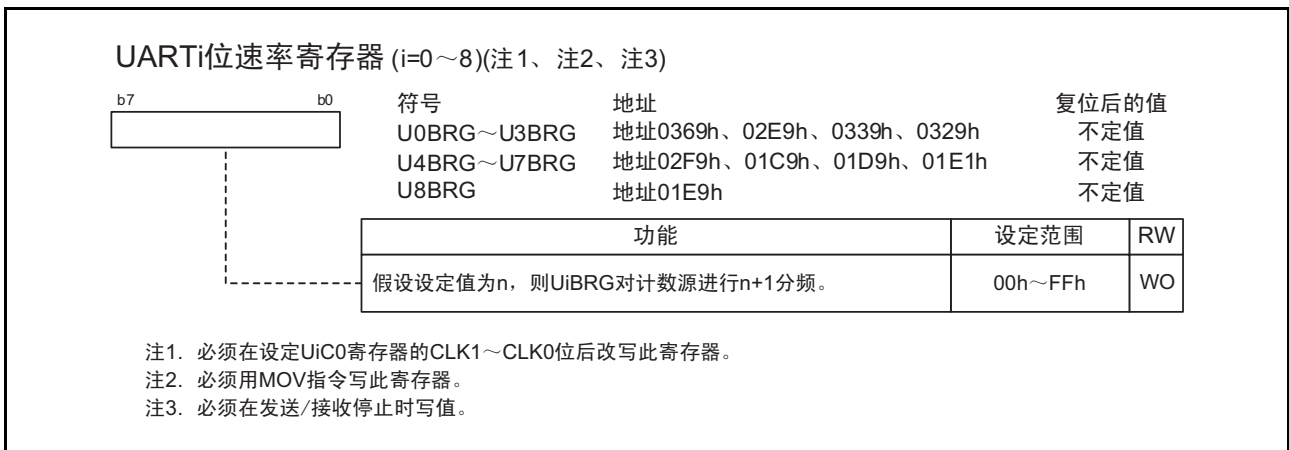 UARTi位速率寄存器 (i=0～8)(注1、注2、注3)
b7 b0 符号 地址 复位后的值
U0BRG～U3BRG 地址0369h、02E9h、0339h、0329h 不定值
U4BRG～U7BRG 地址02F9h、01C9h、01D9h、01E1h 不定值
U8BRG 地址01E9h 不定值
功能 设定范围 RW
假设设定值为n，则UiBRG对计数源进行n+1分频。 00h～FFh WO
注1. 必须在设定UiC0寄存器的CLK1～CLK0位后改写此寄存器。
注2. 必须用MOV指令写此寄存器。
注3. 必须在发送/接收停止时写值。